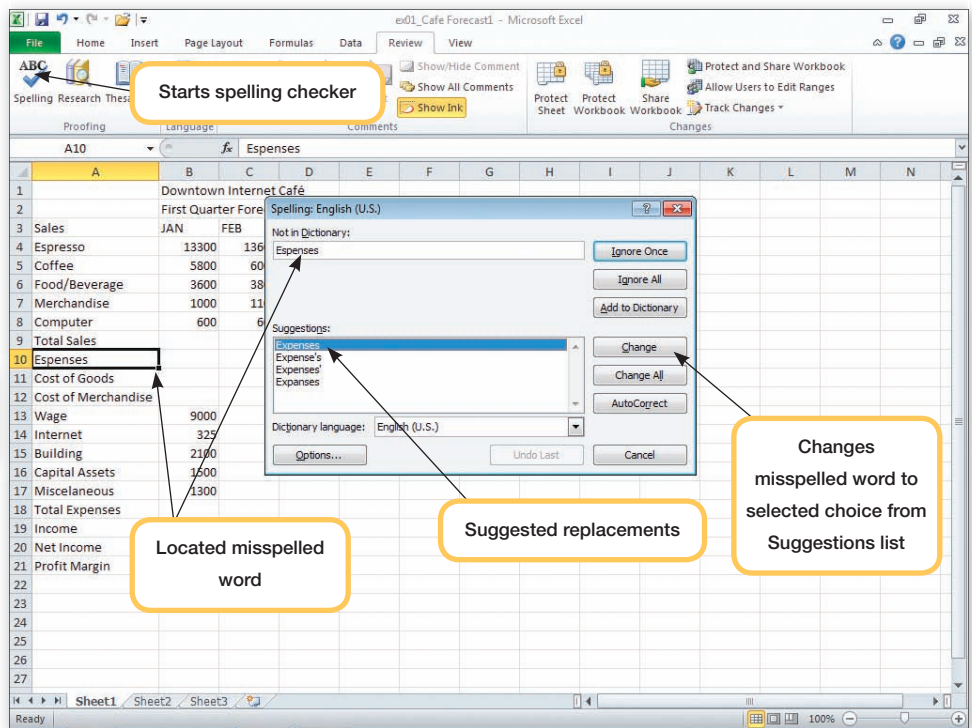 ex01_Cafe Forecast1 - Microsoft Excel
File Home Insert Page Layout Formulas Data Review View
ABC
Show/Hide Comment
Protect and Share Workbook
Starts spelling checker
Show All Comments
Allow Users to Edit Ranges
Spelling Research Thes
Show Ink
Protect Sheet
Protect Workbook
Share Workbook
Track Changes
Proofing Language Comments Changes
A10 fx Espenses
A B C D E F G H I J K L M N
1 Downtown Internet Café
2 First Quarter Fore
3 Sales JAN FEB
4 Espresso 13300 136
5 Coffee 5800 60
6 Food/Beverage 3600 38
7 Merchandise 1000 11
8 Computer 600 6
9 Total Sales
10 Espenses
11 Cost of Goods
12 Cost of Merchandise
13 Wage 9000
14 Internet 325
15 Building 2100
16 Capital Assets 1500
17 Miscelaneous 1300
18 Total Expenses
19 Income
20 Net Income
21 Profit Margin
22
23
24
25
26
27
Spelling: English (U.S.)
Not in Dictionary:
Espenses
Ignore Once
Ignore All
Add to Dictionary
Suggestions:
Expenses
Expense's
Expenses'
Expanses
Change
Change All
AutoCorrect
Dictionary language: English (U.S.)
Options... Undo Last Cancel
Located misspelled
word
Suggested replacements
Changes
misspelled word to
selected choice from
Suggestions list
Sheet1 Sheet2 Sheet3
Ready 100%